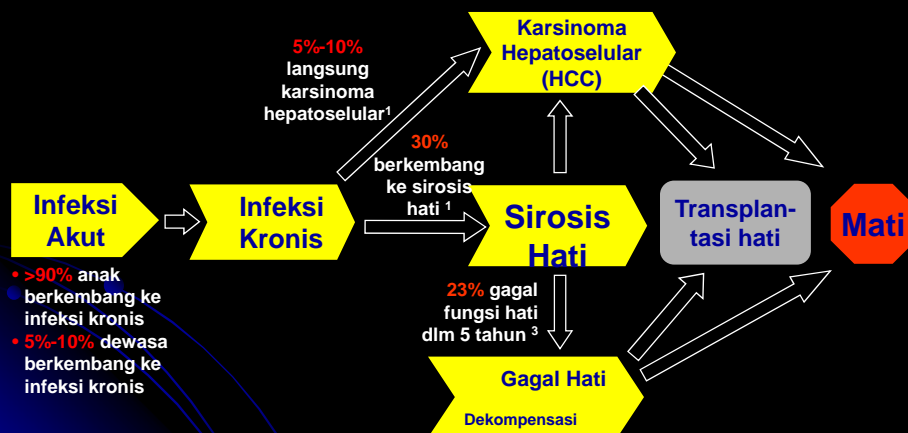 Karsinoma
Hepatoselular
(HCC)
5%-10%
langsung
karsinoma
hepatoselular¹
30%
berkembang
ke sirosis
hati ¹
Infeksi
Akut
Infeksi
Kronis
Sirosis
Hati
Transplan-
tasi hati
Mati
• >90% anak
berkembang ke
infeksi kronis
• 5%-10% dewasa
berkembang ke
infeksi kronis
23% gagal
fungsi hati
dlm 5 tahun ³
Gagal Hati
Dekompensasi